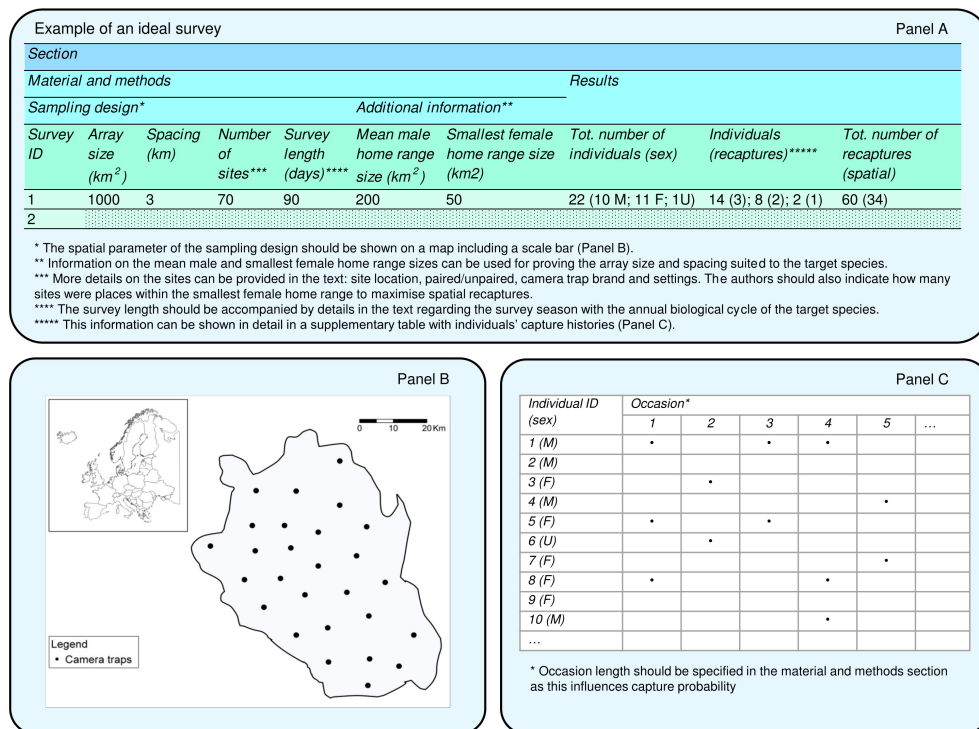 Example of an ideal survey Panel A
Section
Material and methods Results
Sampling design* Additional information**
Survey Array Spacing Number Survey Mean male Smallest female Tot. number of Individuals Tot. number of
ID size (km) of length home range home range size individuals (sex) (recaptures)***** recaptures
(km²) sites*** (days)**** size (km²) (km2) (spatial)
1 1000 3 70 90 200 50 22 (10 M; 11 F; 1U) 14 (3); 8 (2); 2 (1) 60 (34)
2
* The spatial parameter of the sampling design should be shown on a map including a scale bar (Panel B).
** Information on the mean male and smallest female home range sizes can be used for proving the array size and spacing suited to the target species.
*** More details on the sites can be provided in the text: site location, paired/unpaired, camera trap brand and settings. The authors should also indicate how many
sites were places within the smallest female home range to maximise spatial recaptures.
**** The survey length should be accompanied by details in the text regarding the survey season with the annual biological cycle of the target species.
***** This information can be shown in detail in a supplementary table with individuals' capture histories (Panel C).
Panel B
0 10 20 Km
Legend
• Camera traps
Panel C
Individual ID Occasion*
(sex) 1 2 3 4 5 ...
1 (M) • • •
2 (M)
3 (F) •
4 (M) •
5 (F) • •
6 (U) •
7 (F) •
8 (F) • •
9 (F)
10 (M) •
...
* Occasion length should be specified in the material and methods section
as this influences capture probability